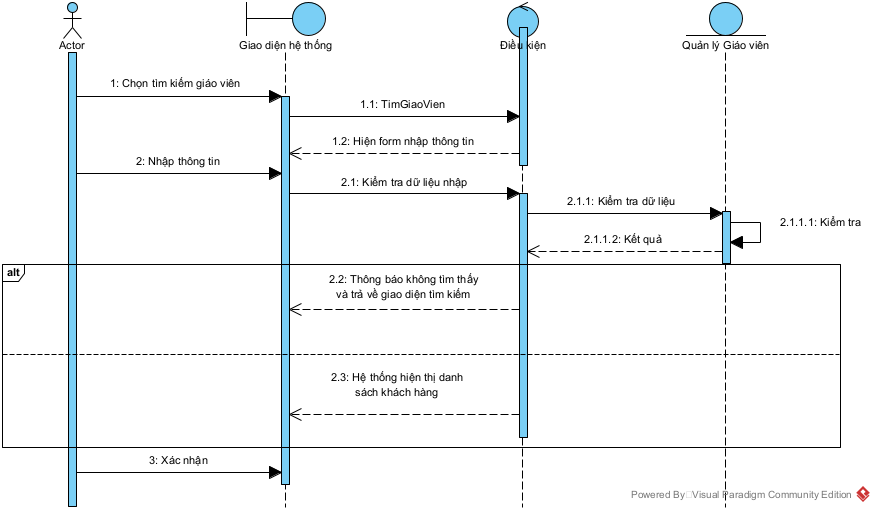 Actor
Giao diện hệ thống
Điều kiện
Quản lý Giáo viên
1: Chọn tìm kiếm giáo viên
1.1: TimGiaoVien
1.2: Hiện form nhập thông tin
2: Nhập thông tin
2.1: Kiểm tra dữ liệu nhập
2.1.1: Kiểm tra dữ liệu
2.1.1.1: Kiểm tra
2.1.1.2: Kết quả
alt
2.2: Thông báo không tìm thấy
và trả về giao diện tìm kiếm
2.3: Hệ thống hiện thị danh
sách khách hàng
3: Xác nhận
Powered By Visual Paradigm Community Edition